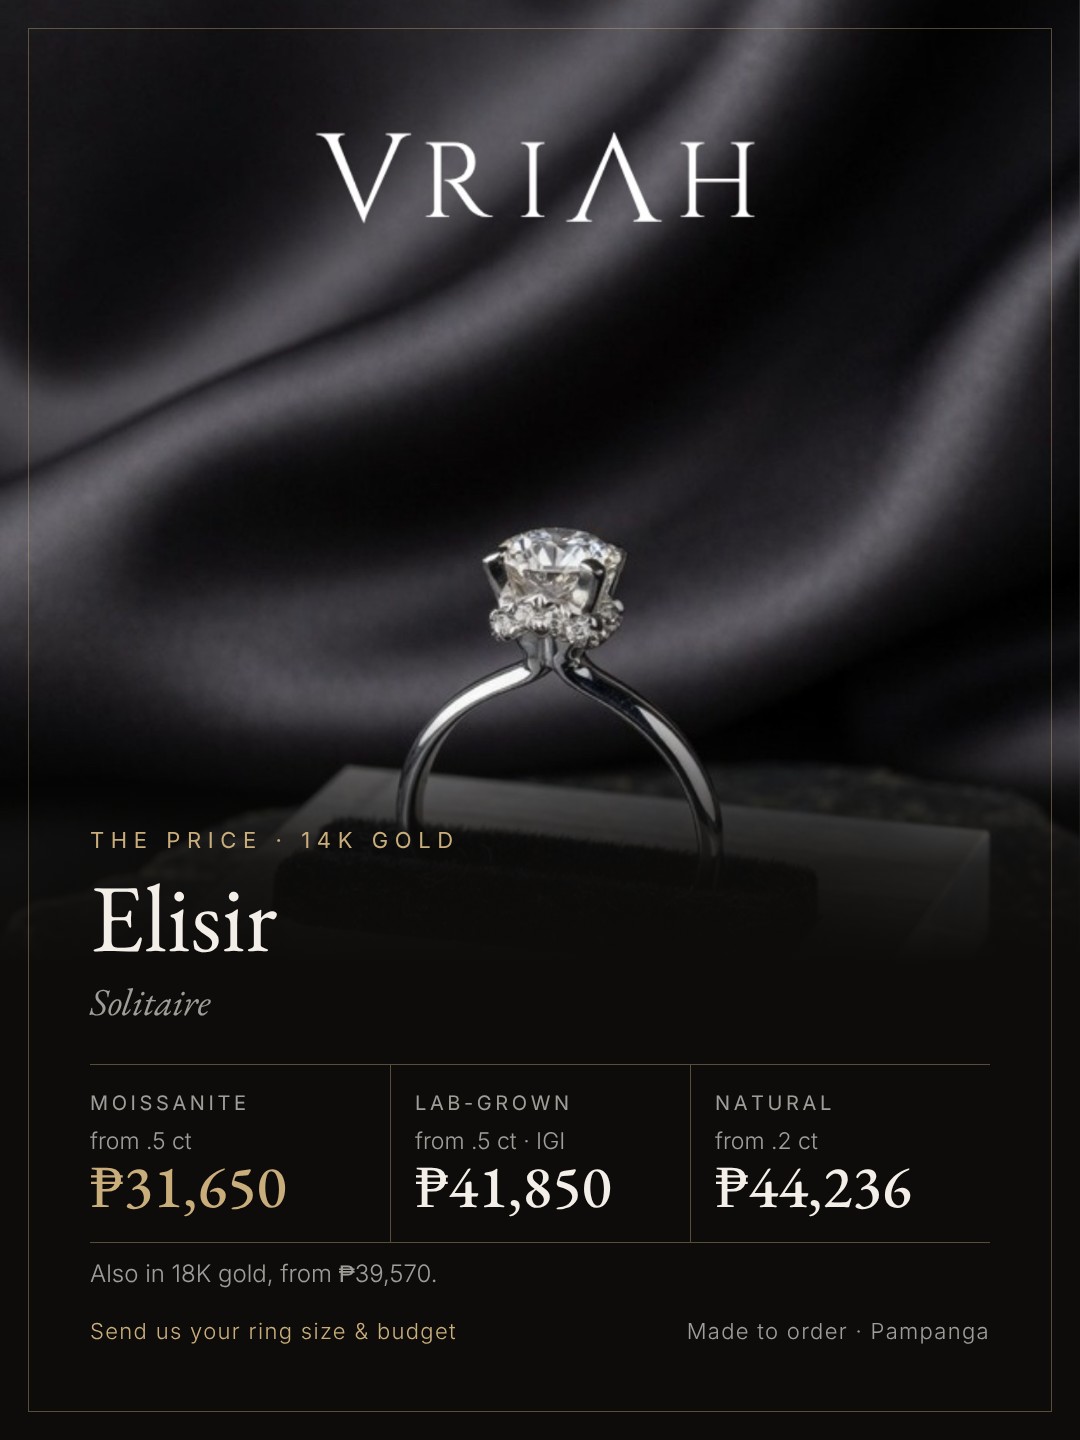 VRIAH
THE PRICE · 14K GOLD
Elisir
Solitaire
MOISSANITE
from .5 ct
₱31,650
LAB-GROWN
from .5 ct · IGI
₱41,850
NATURAL
from .2 ct
₱44,236
Also in 18K gold, from ₱39,570.
Send us your ring size & budget
Made to order · Pampanga